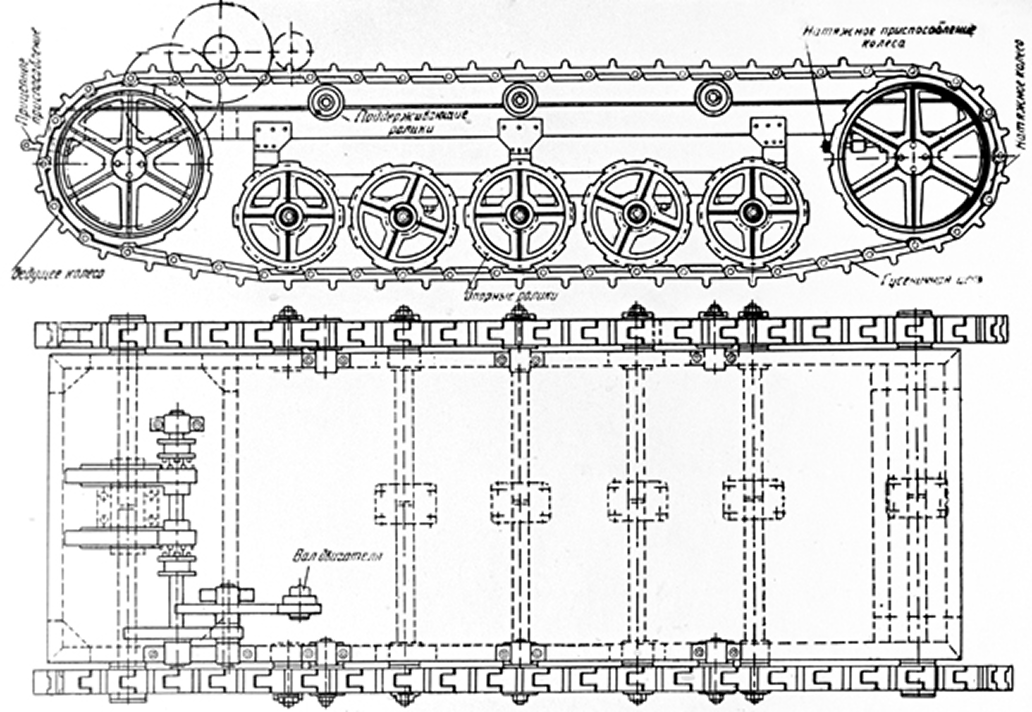 Натяжное приспособление
колеса
Прицепное
приспособление
Натяжное колесо
Поддерживающие
ролики
Ведущее колесо
Опорные ролики
Гусеничная цепь
Вал двигателя